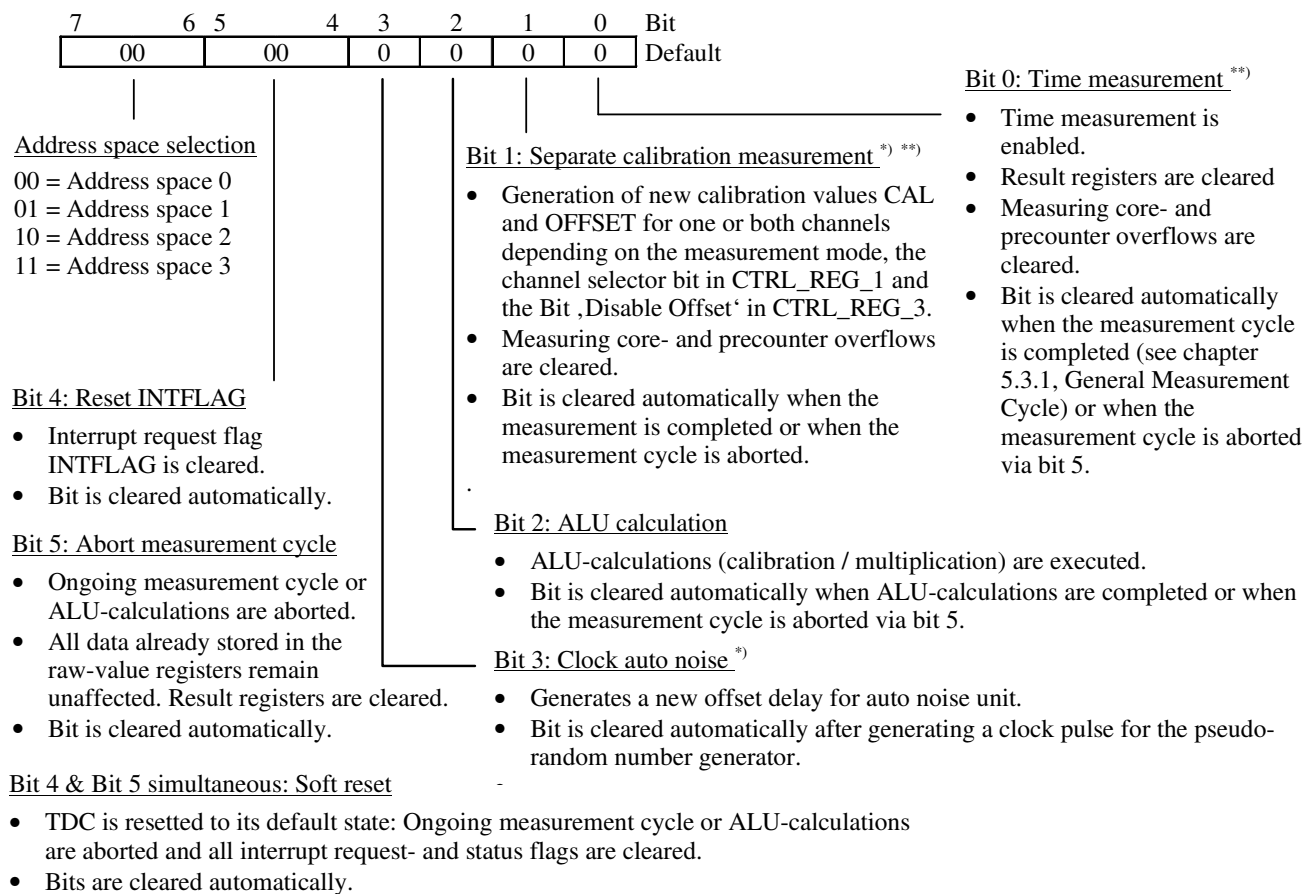 7 6 5 4 3 2 1 0 Bit
00 00 0 0 0 0 Default
Address space selection
00 = Address space 0
01 = Address space 1
10 = Address space 2
11 = Address space 3
Bit 4: Reset INTFLAG
• Interrupt request flag
INTFLAG is cleared.
• Bit is cleared automatically.
Bit 5: Abort measurement cycle
• Ongoing measurement cycle or
ALU-calculations are aborted.
• All data already stored in the
raw-value registers remain
unaffected. Result registers are cleared.
• Bit is cleared automatically.
Bit 1: Separate calibration measurement *) **)
• Generation of new calibration values CAL
and OFFSET for one or both channels
depending on the measurement mode, the
channel selector bit in CTRL_REG_1 and
the Bit ‚Disable Offset‘ in CTRL_REG_3.
• Measuring core- and precounter overflows
are cleared.
• Bit is cleared automatically when the
measurement is completed or when the
measurement cycle is aborted.
.
Bit 0: Time measurement **)
• Time measurement is
enabled.
• Result registers are cleared
• Measuring core- and
precounter overflows are
cleared.
• Bit is cleared automatically
when the measurement cycle
is completed (see chapter
5.3.1, General Measurement
Cycle) or when the
measurement cycle is aborted
via bit 5.
Bit 2: ALU calculation
• ALU-calculations (calibration / multiplication) are executed.
• Bit is cleared automatically when ALU-calculations are completed or when
the measurement cycle is aborted via bit 5.
Bit 3: Clock auto noise *)
• Generates a new offset delay for auto noise unit.
• Bit is cleared automatically after generating a clock pulse for the pseudo-
random number generator.
-
Bit 4 & Bit 5 simultaneous: Soft reset
• TDC is resetted to its default state: Ongoing measurement cycle or ALU-calculations
are aborted and all interrupt request- and status flags are cleared.
• Bits are cleared automatically.